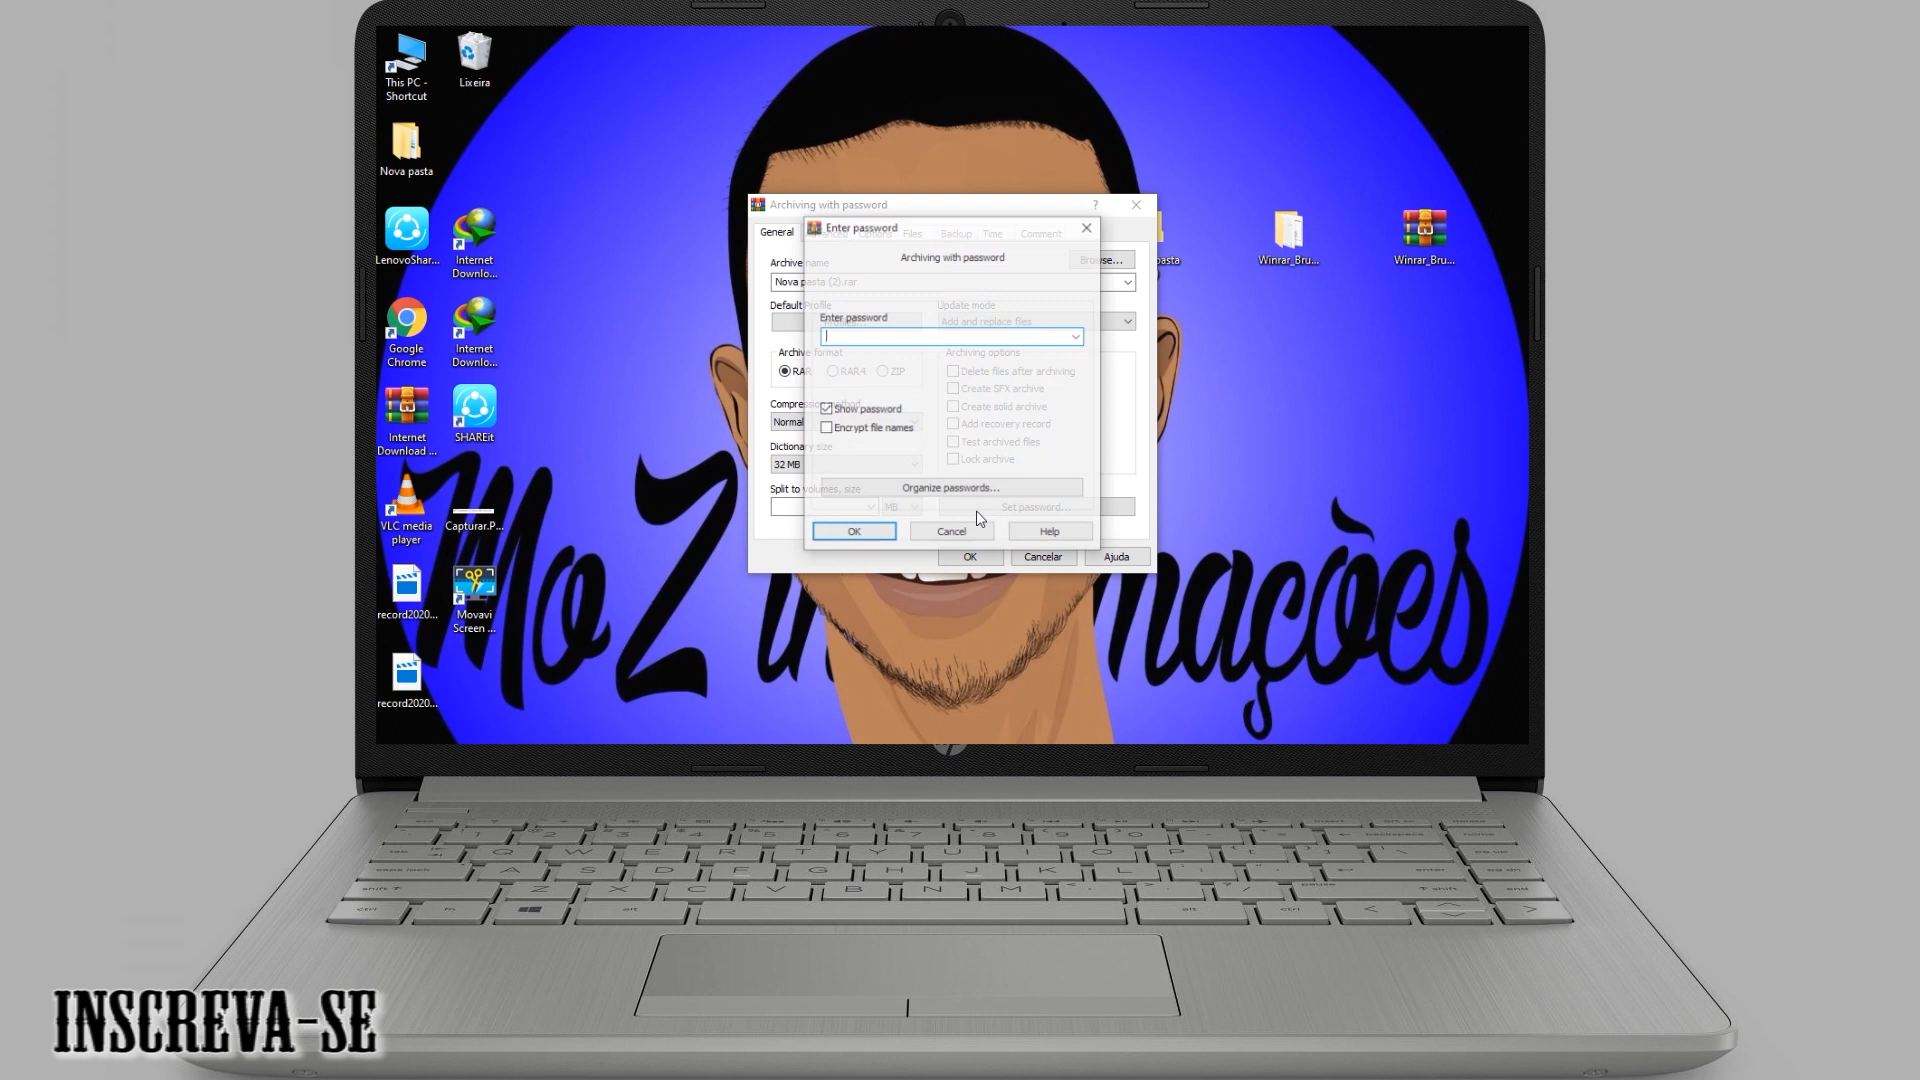 This PC -
Shortcut
Lixeira
Nova pasta
LenovoShar...
Internet
Downlo...
Google
Chrome
Internet
Downlo...
Internet
Download ...
SHAREit
VLC media
player
Capturar.P...
record2020...
Movavi
Screen ...
record2020...
Winrar_Bru...
Winrar_Bru...
Archiving with password
?
General
Options
Files
Backup
Time
Comment
Archive name
Browse...
Nova pasta (2).rar
Default Profile
Update mode
Add and replace files
Archive format
Archiving options
RAR
RAR4
ZIP
Delete files after archiving
Create SFX archive
Create solid archive
Add recovery record
Test archived files
Lock archive
Normal
Dictionary size
32 MB
Split to volumes, size
MB
Set password...
OK
Cancelar
Ajuda
Enter password
Archiving with password
Enter password
Show password
Encrypt file names
Organize passwords...
OK
Cancel
Help
MoZ
mações
hp
INSCREVA-SE